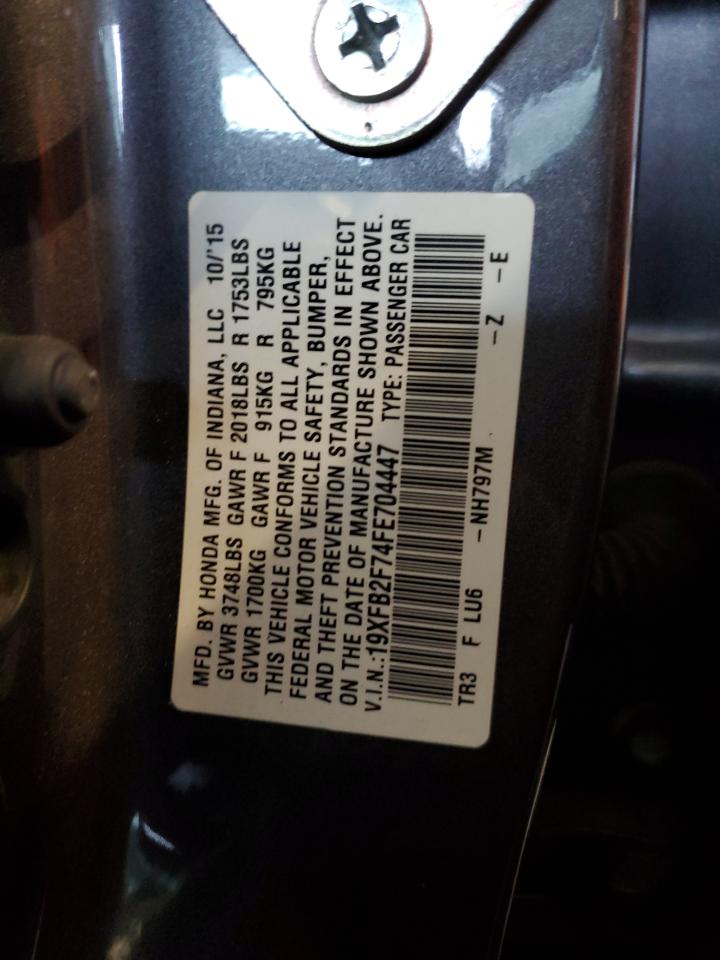 MFD. BY HONDA MFG. OF INDIANA, LLC 10/'15
GVWR 3748LBS GAWR F 2018LBS R 1753LBS
GVWR 1700KG GAWR F 915KG R 795KG
THIS VEHICLE CONFORMS TO ALL APPLICABLE
FEDERAL MOTOR VEHICLE SAFETY, BUMPER,
AND THEFT PREVENTION STANDARDS IN EFFECT
ON THE DATE OF MANUFACTURE SHOWN ABOVE.
V.I.N.:19XFB2F74FE704447 TYPE: PASSENGER CAR
TR3 F LU6 -NH797M -Z -E